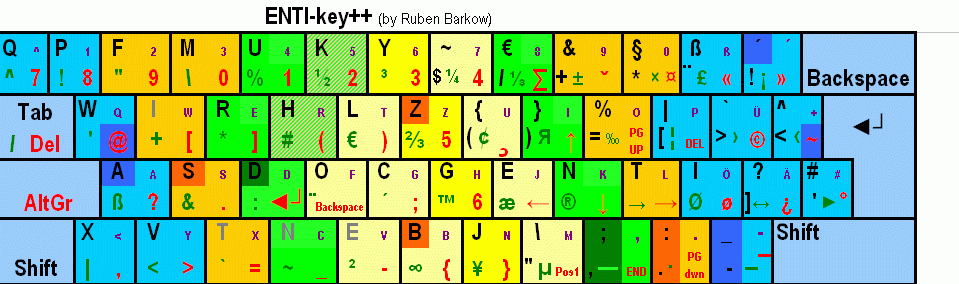 ENTI-key++ (by Ruben Barkow)
Q ^ P 1 F 2 M 3 U 4 K 5 Y 6 ~ 7 € 8 & 9 § 0 ß ß ´ ´
^ 7 ! 8 " 9 \ 0 % 1 ½ 2 ³ 3 $ ¼ 4 / ⅓ ∑ + ± ˇ * × ¤ ¨ £ « ! ¡ » Backspace
Tab W Q I W R E H R L T Z Z { U } I % O | P ` Ü ^ +
/ Del ' @ + [ * ] # ( € ) ⅔ 5 ( ¢ ) Я ↑ = ‰ PG UP [ ¦ DEL > › © < ‹ ~ ◄┘
A A S S D D O F C G G H E J N K T L I Ö ? Ä # #
AltGr ß ? & . : ◄┘ ¨ Backspace ´ ; ™ 6 æ ← ® ↓ → → Ø ø ] ↔ ¿ ' ► °
X < V Y T X N C E V B B J N \ M ; , : . _ - Shift
Shift | , < > ` = ~ _ ² - ∞ { ¥ } " µ Pos1 , — END . · PG dwn - —